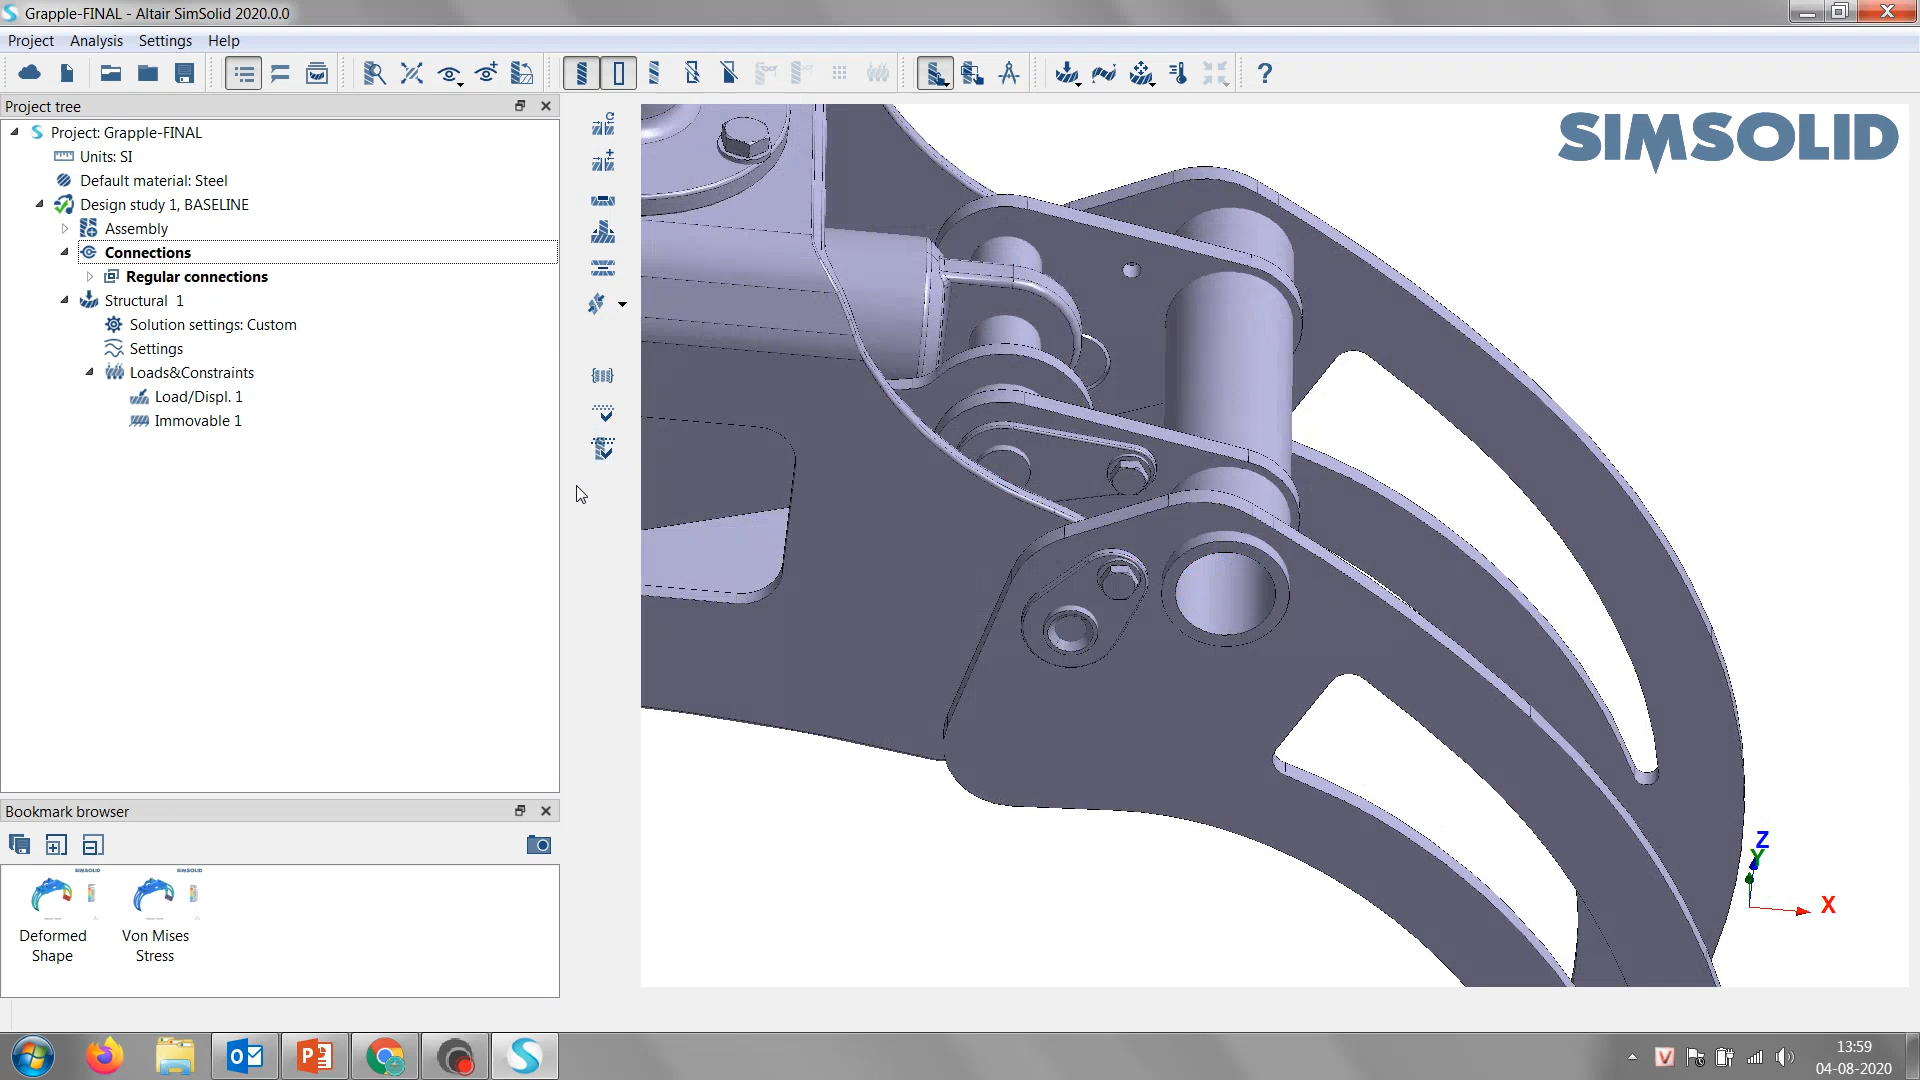 Grapple-FINAL - Altair SimSolid 2020.0.0
Project Analysis Settings Help
Project tree
Project: Grapple-FINAL
Units: SI
Default material: Steel
Design study 1, BASELINE
Assembly
Connections
Regular connections
Structural 1
Solution settings: Custom
Settings
Loads&Constraints
Load/Displ. 1
Immovable 1
SIMSOLID
Z
Y
X
Bookmark browser
SIMSOLID
SIMSOLID
Deformed Shape
Von Mises Stress
13:59
04-08-2020